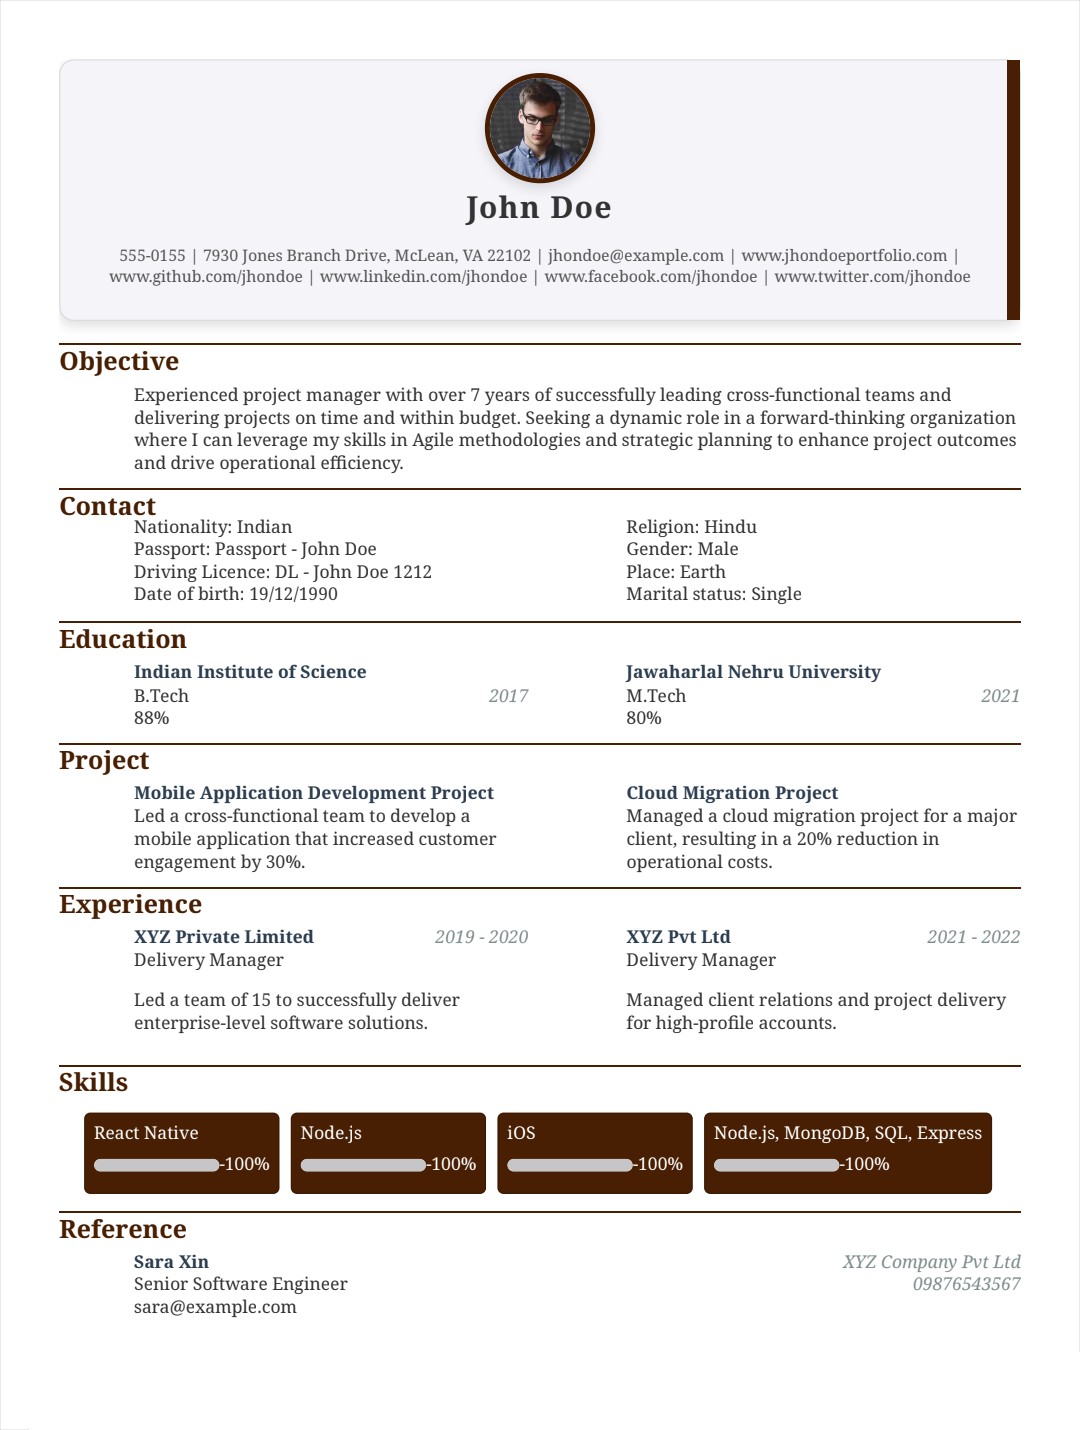 John Doe
555-0155 | 7930 Jones Branch Drive, McLean, VA 22102 | jhondoe@example.com | www.jhondoeportfolio.com |
www.github.com/jhondoe | www.linkedin.com/jhondoe | www.facebook.com/jhondoe | www.twitter.com/jhondoe
Objective
Experienced project manager with over 7 years of successfully leading cross-functional teams and
delivering projects on time and within budget. Seeking a dynamic role in a forward-thinking organization
where I can leverage my skills in Agile methodologies and strategic planning to enhance project outcomes
and drive operational efficiency.
Contact
Nationality: Indian
Passport: Passport - John Doe
Driving Licence: DL - John Doe 1212
Date of birth: 19/12/1990
Religion: Hindu
Gender: Male
Place: Earth
Marital status: Single
Education
Indian Institute of Science
B.Tech 2017
88%
Jawaharlal Nehru University
M.Tech 2021
80%
Project
Mobile Application Development Project
Led a cross-functional team to develop a
mobile application that increased customer
engagement by 30%.
Cloud Migration Project
Managed a cloud migration project for a major
client, resulting in a 20% reduction in
operational costs.
Experience
XYZ Private Limited 2019 - 2020
Delivery Manager
Led a team of 15 to successfully deliver
enterprise-level software solutions.
XYZ Pvt Ltd 2021 - 2022
Delivery Manager
Managed client relations and project delivery
for high-profile accounts.
Skills
React Native
-100%
Node.js
-100%
iOS
-100%
Node.js, MongoDB, SQL, Express
-100%
Reference
Sara Xin XYZ Company Pvt Ltd
Senior Software Engineer 09876543567
sara@example.com